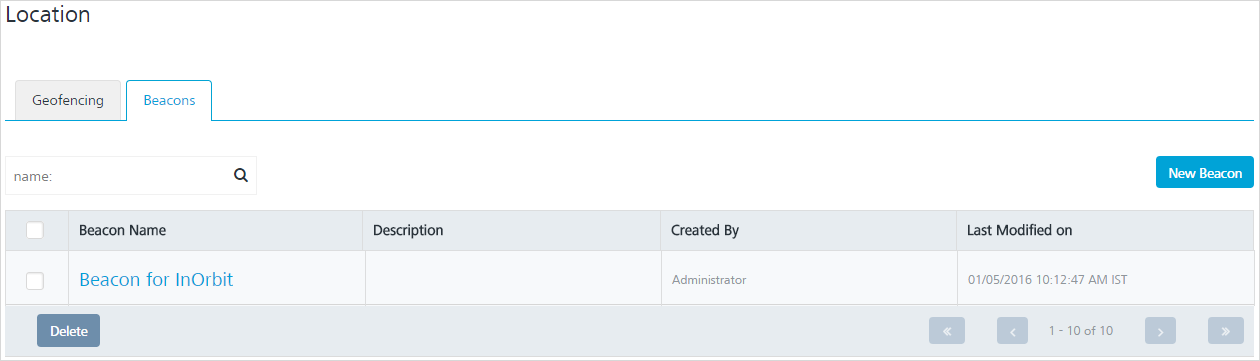 Location
Geofencing Beacons
name: New Beacon
Beacon Name Description Created By Last Modified on
Beacon for InOrbit Administrator 01/05/2016 10:12:47 AM IST
Delete « ‹ 1 - 10 of 10 › »